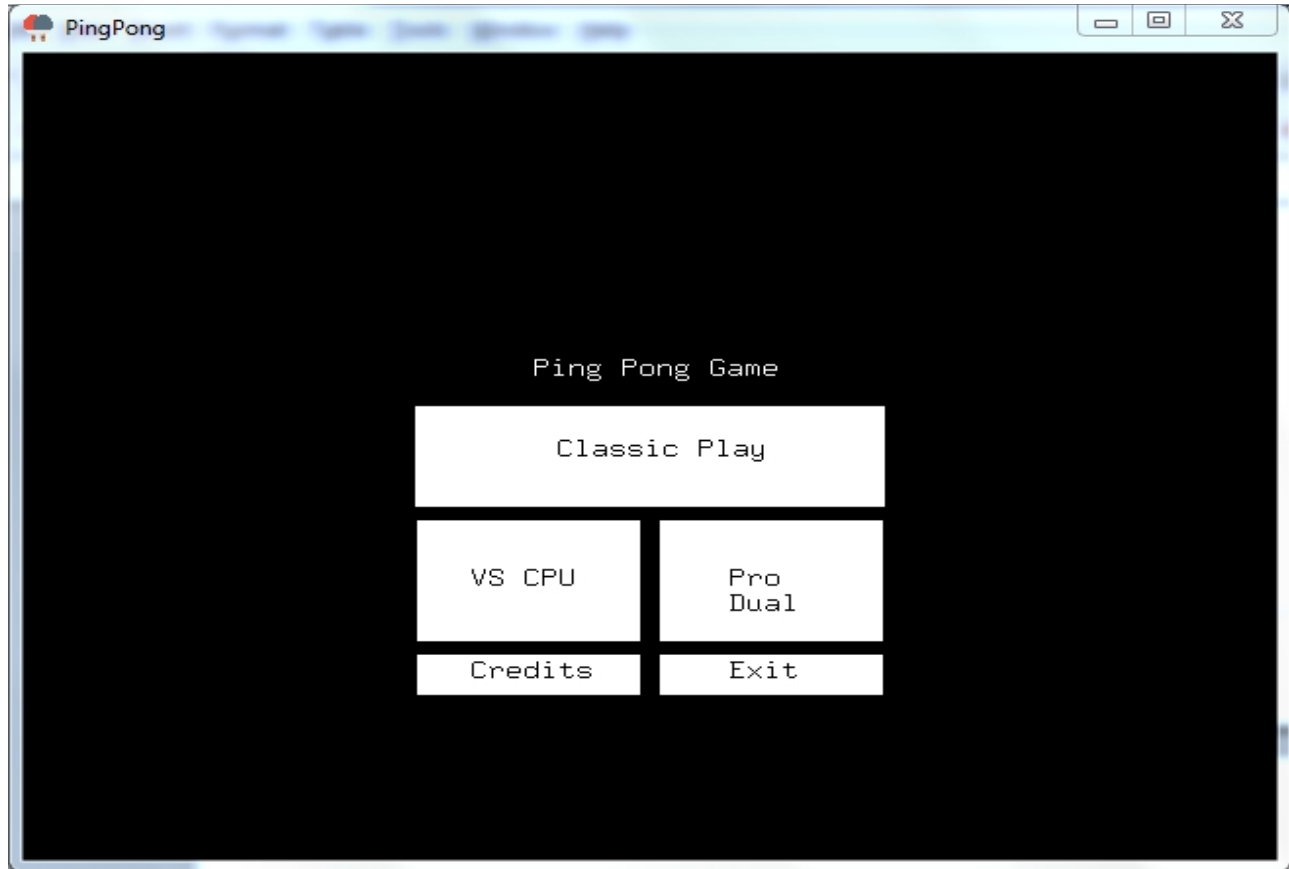 PingPong
Ping Pong Game
Classic Play
VS CPU
Pro
Dual
Credits
Exit